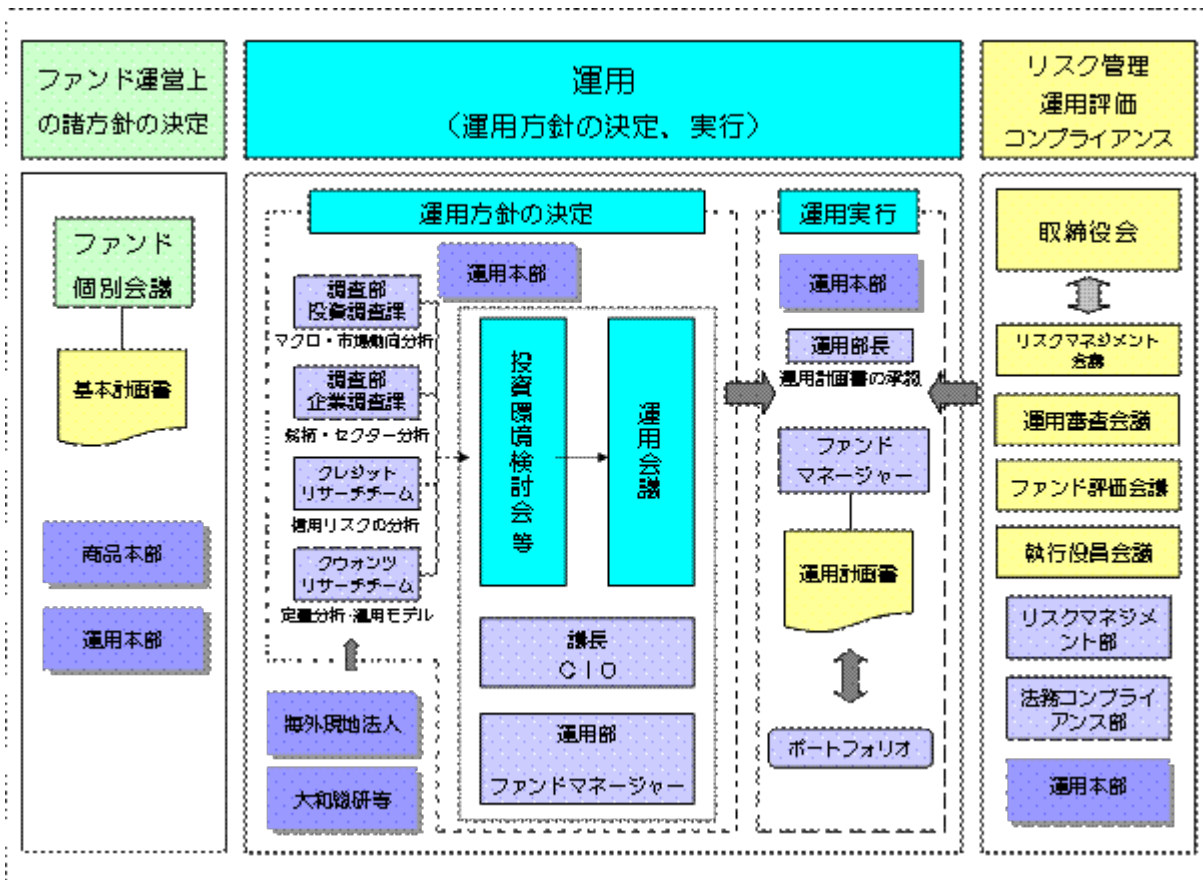 ファンド運営上
の諸方針の決定
ファンド
個別会議
基本計画書
商品本部
運用本部
運用
（運用方針の決定、実行）
運用方針の決定
運用本部
調査部
投資調査課
マクロ・市場動向分析
調査部
企業調査課
銘柄・セクター分析
クレジット
リサーチチーム
信用リスクの分析
クウォンツ
リサーチチーム
定量分析・運用モデル
海外現地法人
大和総研等
投資環境検討会等
運用会議
議長
ＣＩＯ
運用部
ファンドマネージャー
運用実行
運用本部
運用部長
運用計画書の承認
ファンド
マネージャー
運用計画書
ポートフォリオ
リスク管理
運用評価
コンプライアンス
取締役会
リスクマネジメント
会議
運用審査会議
ファンド評価会議
執行役員会議
リスクマネジメ
ント部
法務コンプライ
アンス部
運用本部